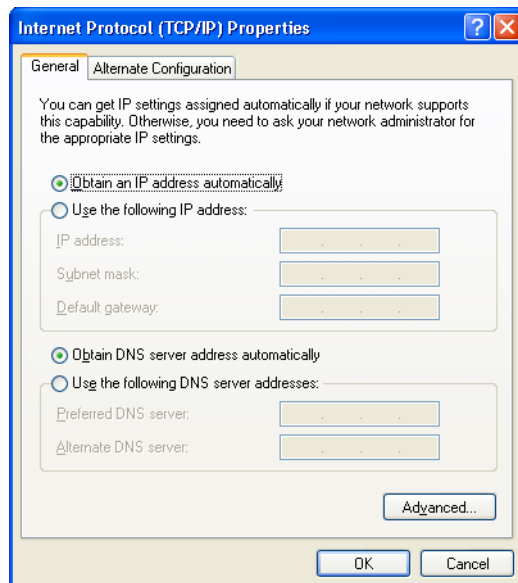 Internet Protocol (TCP/IP) Properties
General Alternate Configuration
You can get IP settings assigned automatically if your network supports
this capability. Otherwise, you need to ask your network administrator for
the appropriate IP settings.
Obtain an IP address automatically
Use the following IP address:
IP address:
Subnet mask:
Default gateway:
Obtain DNS server address automatically
Use the following DNS server addresses:
Preferred DNS server:
Alternate DNS server:
Advanced...
OK Cancel